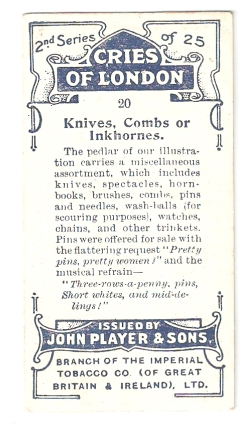 2nd Series of 25
CRIES
OF LONDON
20
Knives, Combs or
Inkhornes.
The pedlar of our illustra-
tion carries a miscellaneous
assortment, which includes
knives, spectacles, horn-
books, brushes, combs, pins
and needles, wash-balls (for
scouring purposes), watches,
chains, and other trinkets.
Pins were offered for sale with
the flattering request "Pretty
pins, pretty women!" and the
musical refrain—
"Three-rows-a-penny, pins,
Short whites, and mid-de-
lings!"
ISSUED BY
JOHN PLAYER & SONS.
BRANCH OF THE IMPERIAL
TOBACCO CO. (OF GREAT
BRITAIN & IRELAND), LTD.